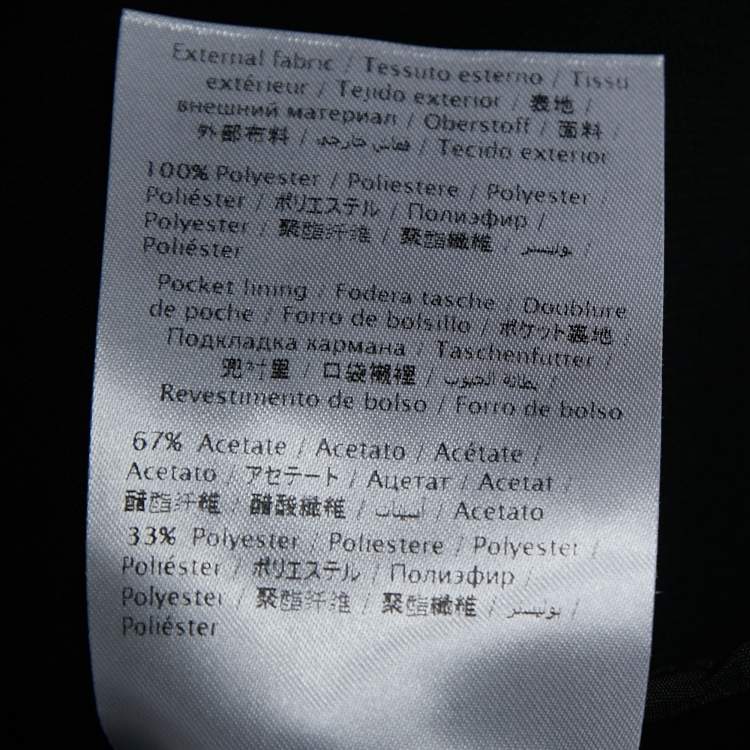 External fabric / Tessuto esterno / Tissu
extérieur / Tejido exterior / 表地 /
внешний материал / Oberstoff / 面料 /
外部布料 / قماش خارجي / Tecido exterior
100% Polyester / Poliestere / Polyester /
Poliéster / ポリエステル / Полиэфир /
Polyester / 聚酯纤维 / 聚酯纖維 / بوليستر /
Poliéster
Pocket lining / Fodera tasche / Doublure
de poche / Forro de bolsillo / ポケット裏地 /
Подкладка кармана / Taschenfutter /
兜衬里 / 口袋襯裡 / بطانة الجيوب /
Revestimento de bolso / Forro de bolso
67% Acetate / Acetato / Acétate /
Acetato / アセテート / Ацетат / Acetat /
醋酯纤维 / 醋酸纖維 / أسيتات / Acetato
33% Polyester / Poliestere / Polyester /
Poliéster / ポリエステル / Полиэфир /
Polyester / 聚酯纤维 / 聚酯纖維 / بوليستر /
Poliéster